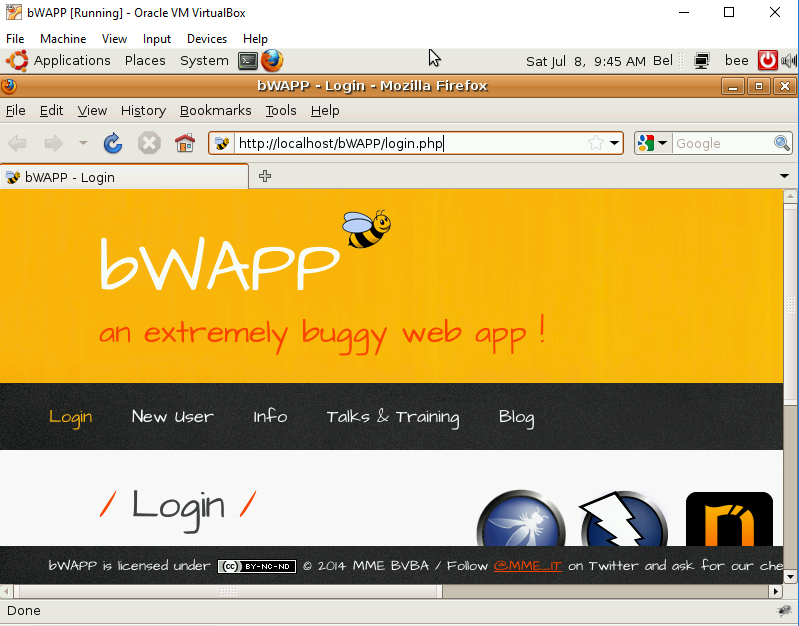 bWAPP [Running] - Oracle VM VirtualBox
File Machine View Input Devices Help
Applications Places System Sat Jul 8, 9:45 AM Bel bee
bWAPP - Login - Mozilla Firefox
File Edit View History Bookmarks Tools Help
http://localhost/bWAPP/login.php Google
bWAPP - Login
bWAPP
an extremely buggy web app !
Login New User Info Talks & Training Blog
/ Login /
bWAPP is licensed under (cc) BY-NC-ND © 2014 MME BVBA / Follow @MME_IT on Twitter and ask for our che
Done